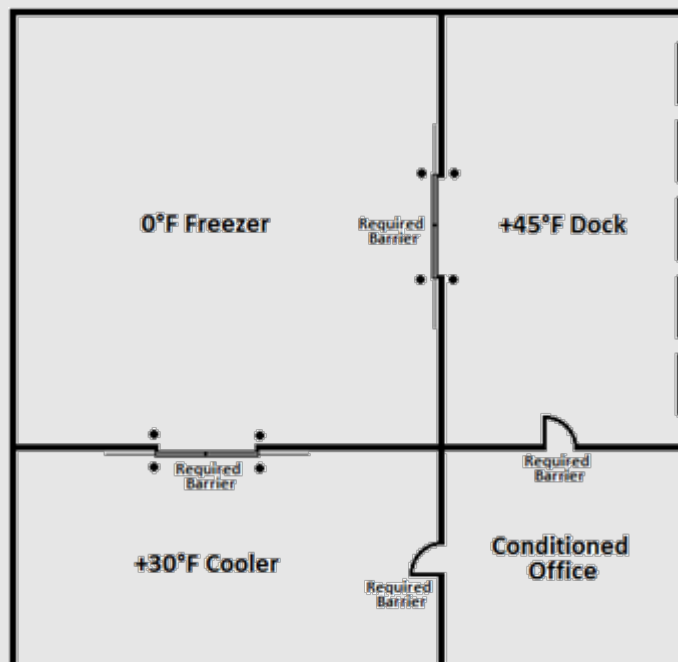 0°F Freezer
Required
Barrier
+45°F Dock
Required
Barrier
Required
Barrier
+30°F Cooler
Required
Barrier
Conditioned
Office